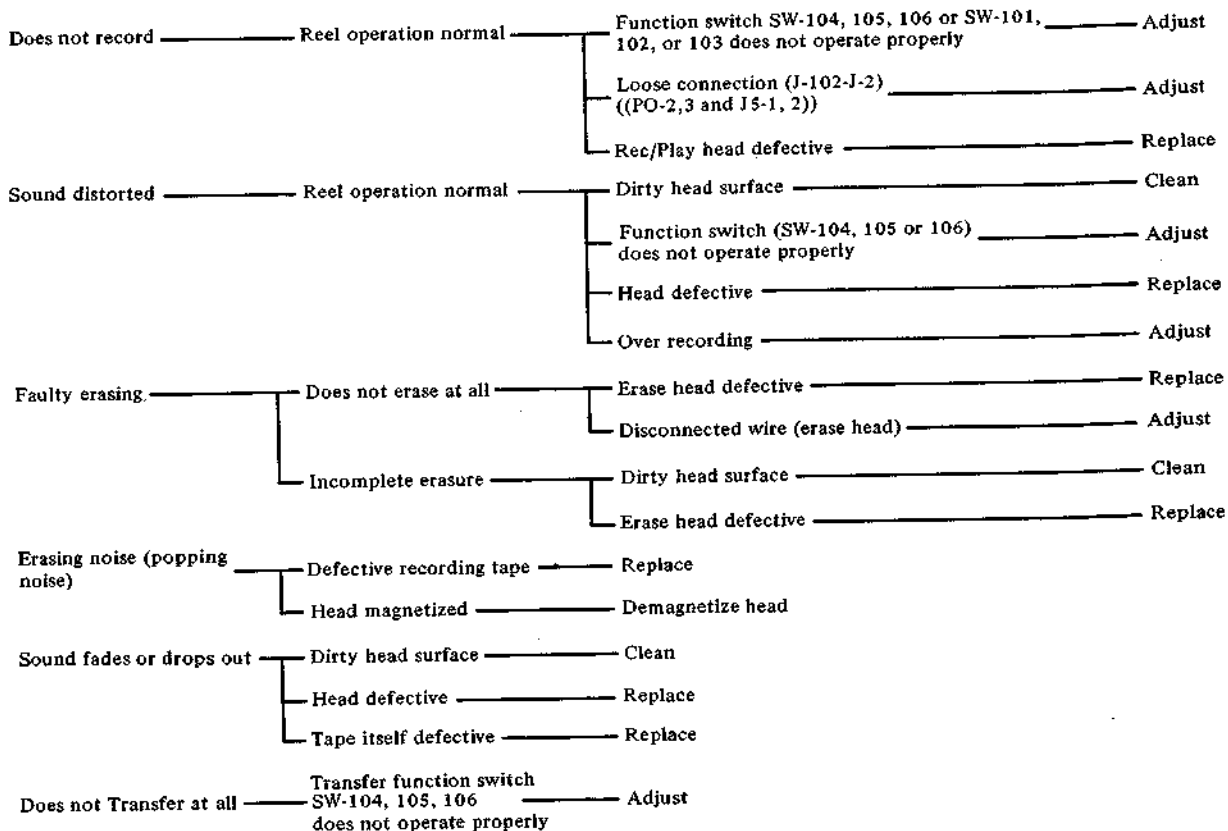 Does not record
Reel operation normal
Function switch SW-104, 105, 106 or SW-101,
102, or 103 does not operate properly
Adjust
Loose connection (J-102-J-2)
((PO-2,3 and J5-1, 2))
Adjust
Rec/Play head defective
Replace
Sound distorted
Reel operation normal
Dirty head surface
Clean
Function switch (SW-104, 105 or 106)
does not operate properly
Adjust
Head defective
Replace
Over recording
Adjust
Faulty erasing
Does not erase at all
Erase head defective
Replace
Disconnected wire (erase head)
Adjust
Incomplete erasure
Dirty head surface
Clean
Erase head defective
Replace
Erasing noise (popping
noise)
Defective recording tape
Replace
Head magnetized
Demagnetize head
Sound fades or drops out
Dirty head surface
Clean
Head defective
Replace
Tape itself defective
Replace
Does not Transfer at all
Transfer function switch
SW-104, 105, 106
does not operate properly
Adjust